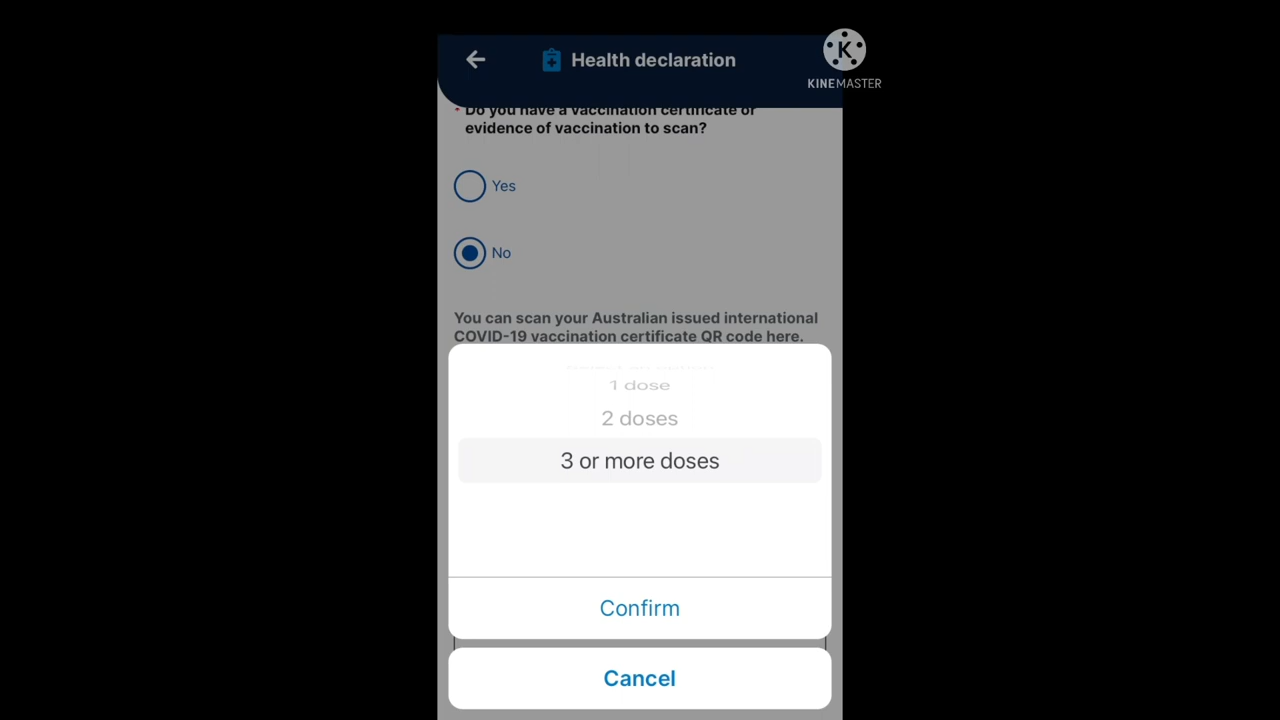 Health declaration
KINEMASTER
* Do you have a vaccination certificate or
evidence of vaccination to scan?
Yes
No
You can scan your Australian issued international
COVID-19 vaccination certificate QR code here.
1 dose
2 doses
3 or more doses
Confirm
Cancel